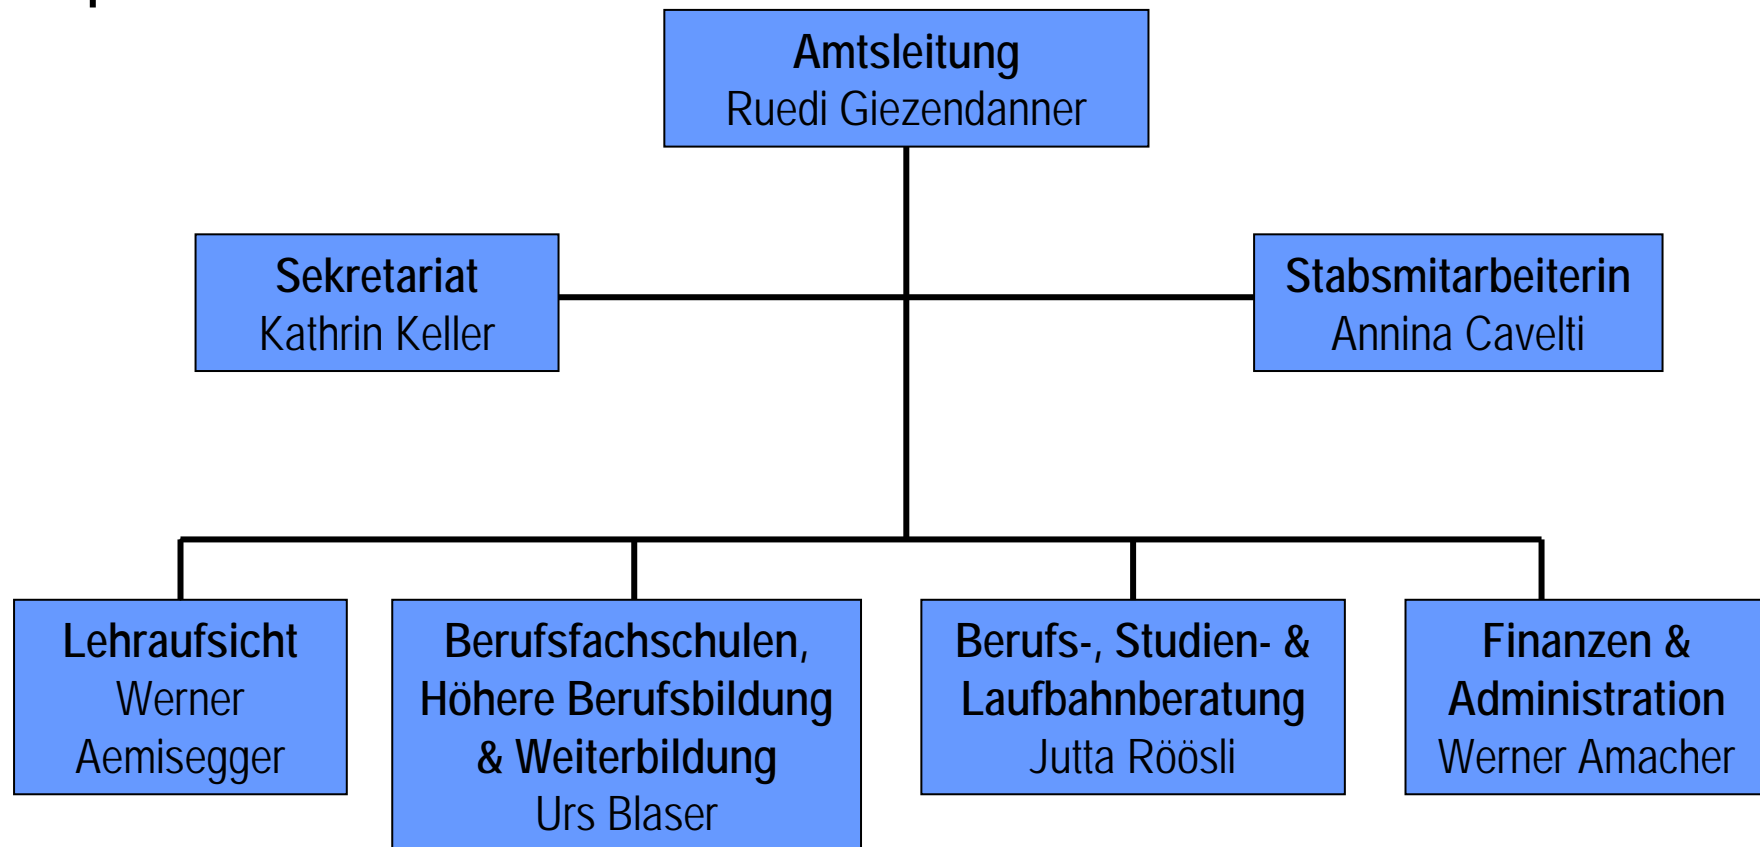 Amtsleitung
Ruedi Giezendanner
Sekretariat
Kathrin Keller
Stabsmitarbeiterin
Annina Cavelti
Lehraufsicht
Werner
Aemisegger
Berufsfachschulen,
Höhere Berufsbildung
& Weiterbildung
Urs Blaser
Berufs-, Studien- &
Laufbahnberatung
Jutta Röösli
Finanzen &
Administration
Werner Amacher